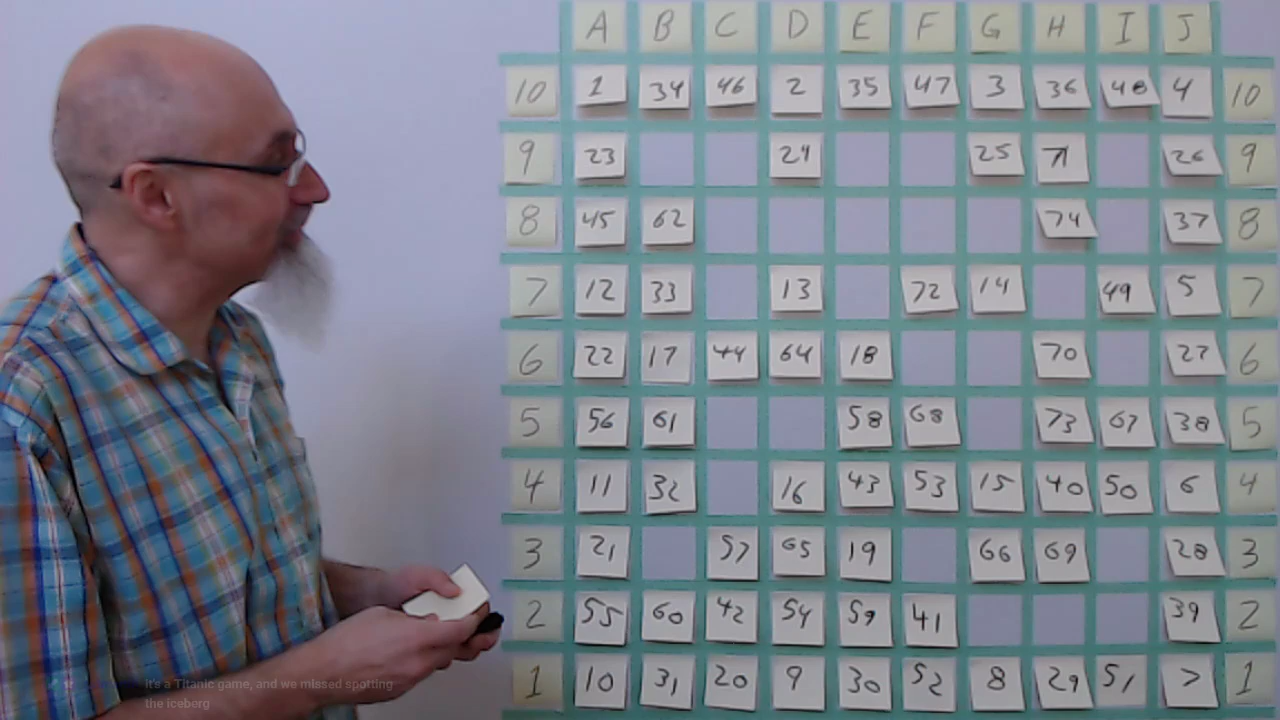 A B C D E F G H I J
10 1 34 46 2 35 47 3 36 48 4 10
9 23 24 25 71 26 9
8 45 62 74 37 8
7 12 33 13 72 14 49 5 7
6 22 17 44 64 18 70 27 6
5 56 61 58 68 73 67 38 5
4 11 32 16 43 53 15 40 50 6 4
3 21 57 65 19 66 69 28 3
2 55 60 42 54 59 41 39 2
1 10 31 20 9 30 52 8 29 51 7 1
it's a Titanic game, and we missed spotting
the iceberg